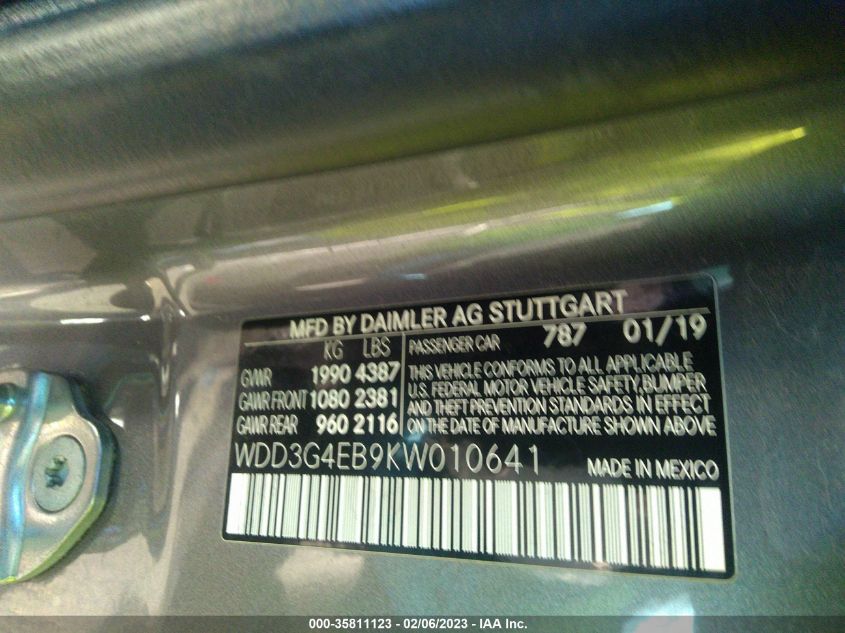 MFD BY DAIMLER AG STUTTGART
KG LBS PASSENGER CAR 787 01/19
GVWR 1990 4387
GAWR FRONT 1080 2381
GAWR REAR 960 2116
THIS VEHICLE CONFORMS TO ALL APPLICABLE
U.S. FEDERAL MOTOR VEHICLE SAFETY, BUMPER
AND THEFT PREVENTION STANDARDS IN EFFECT
ON THE DATE OF MANUFACTURE SHOWN ABOVE.
WDD3G4EB9KW010641
MADE IN MEXICO
000-35811123 - 02/06/2023 - IAA Inc.